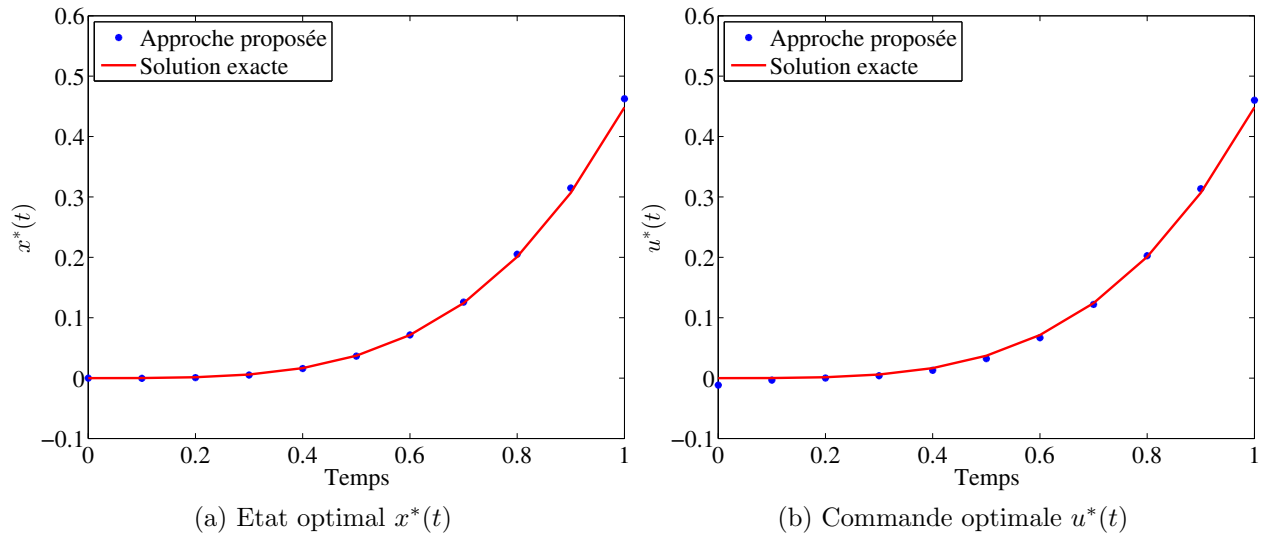 0.6
0.5
0.4
0.3
0.2
0.1
0
−0.1
x*(t)
Approche proposée
Solution exacte
0 0.2 0.4 0.6 0.8 1
Temps
(a) Etat optimal x*(t)
0.6
0.5
0.4
0.3
0.2
0.1
0
−0.1
u*(t)
Approche proposée
Solution exacte
0 0.2 0.4 0.6 0.8 1
Temps
(b) Commande optimale u*(t)